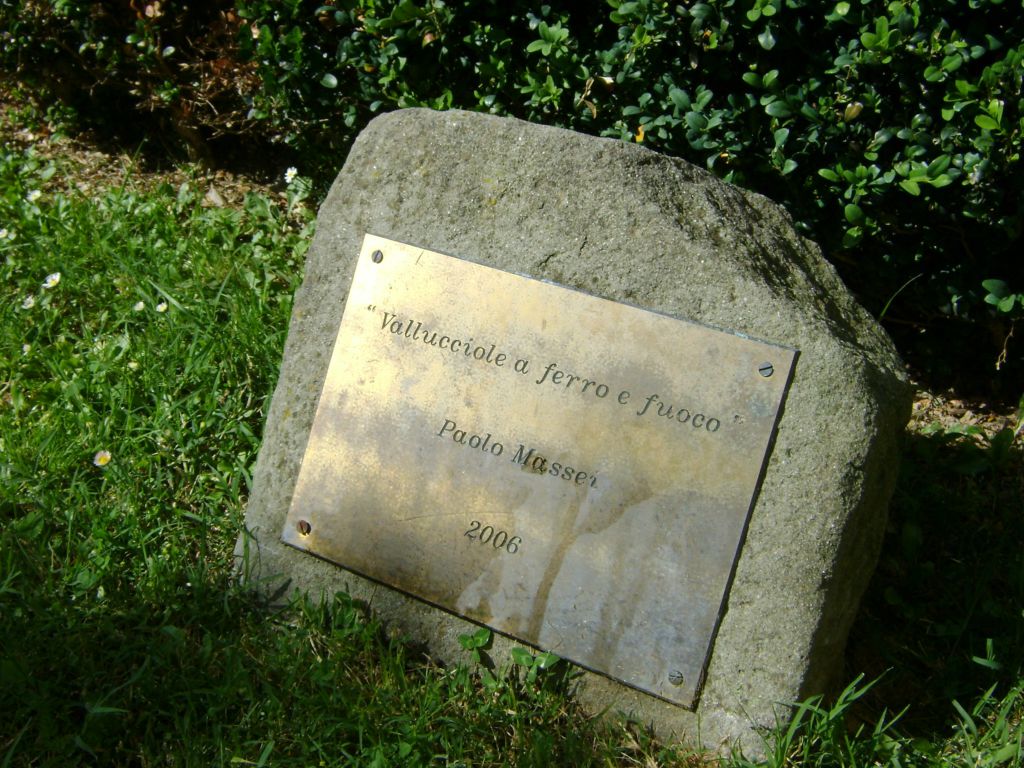 “Vallucciole a ferro e fuoco”
Paolo Massei
2006